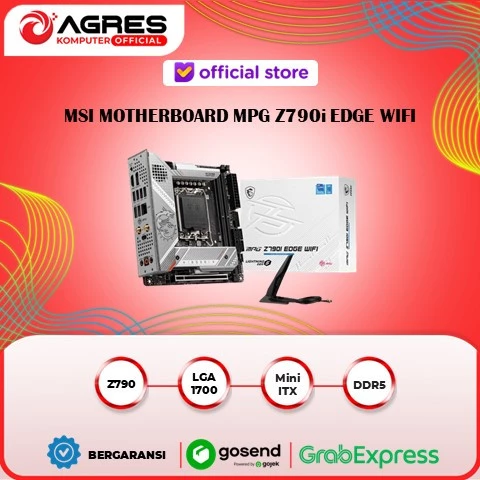 AGRES
KOMPUTER OFFICIAL
official store
MSI MOTHERBOARD MPG Z790i EDGE WIFI
MPG Z790I EDGE WIFI
Z790
LGA
1700
Mini
ITX
DDR5
BERGARANSI
gosend
Powered by gojek
GrabExpress